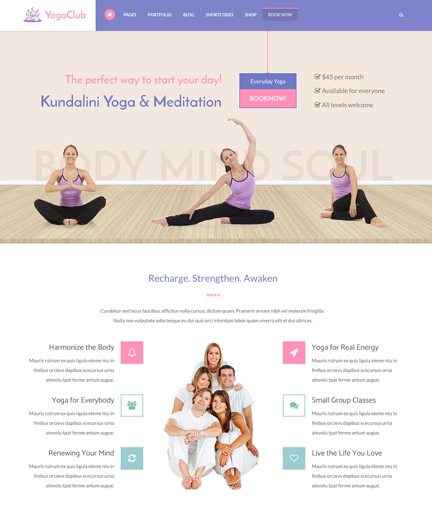 YogaClub
PAGES PORTFOLIO BLOG SHORTCODES SHOP BOOK NOW
The perfect way to start your day!
Kundalini Yoga & Meditation
Everyday Yoga
BOOKNOW!
$45 per month
Available for everyone
All levels welcome
BODY MIND SOUL
Recharge. Strengthen. Awaken
Curabitur sed lacus faucibus, efficitur nulla cursus, dictum quam. Praesent ornare nibh vel molestie fringilla.
Nulla non vulputate odio tesque eu dui quis orci interdum lobor quam viverra elit et dui ultrices.
Harmonize the Body
Mauris rutrum ex quis ligula eleme ntu in
finibus orcievs dapibus scecursus urna
atevolu tpat ferme antum augue.
Yoga for Everybody
Mauris rutrum ex quis ligula eleme ntu in
finibus orcievs dapibus scecursus urna
atevolu tpat ferme antum augue.
Renewing Your Mind
Mauris rutrum ex quis ligula eleme ntu in
finibus orcievs dapibus scecursus urna
atevolu tpat ferme antum augue.
Yoga for Real Energy
Mauris rutrum ex quis ligula eleme ntu in
finibus orcievs dapibus scecursus urna
atevolu tpat ferme antum augue.
Small Group Classes
Mauris rutrum ex quis ligula eleme ntu in
finibus orcievs dapibus scecursus urna
atevolu tpat ferme antum augue.
Live the Life You Love
Mauris rutrum ex quis ligula eleme ntu in
finibus orcievs dapibus scecursus urna
atevolu tpat ferme antum augue.